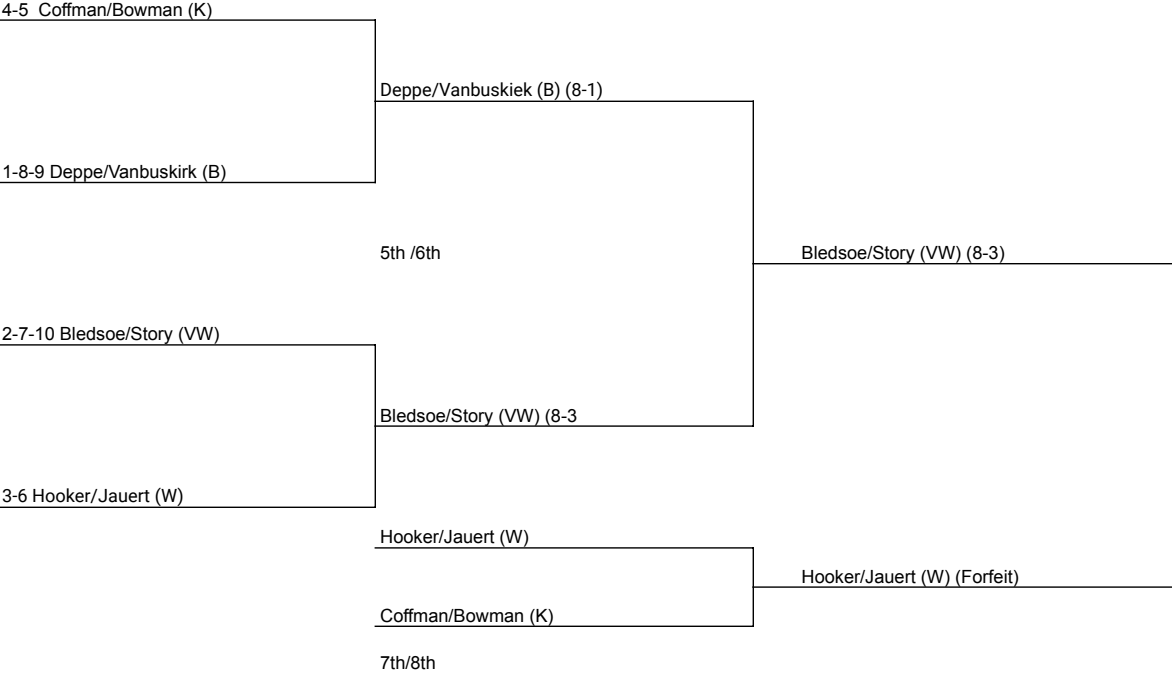 4-5 Coffman/Bowman (K)
Deppe/Vanbuskiek (B) (8-1)
1-8-9 Deppe/Vanbuskirk (B)
5th /6th
Bledsoe/Story (VW) (8-3)
2-7-10 Bledsoe/Story (VW)
Bledsoe/Story (VW) (8-3
3-6 Hooker/Jauert (W)
Hooker/Jauert (W)
Hooker/Jauert (W) (Forfeit)
Coffman/Bowman (K)
7th/8th